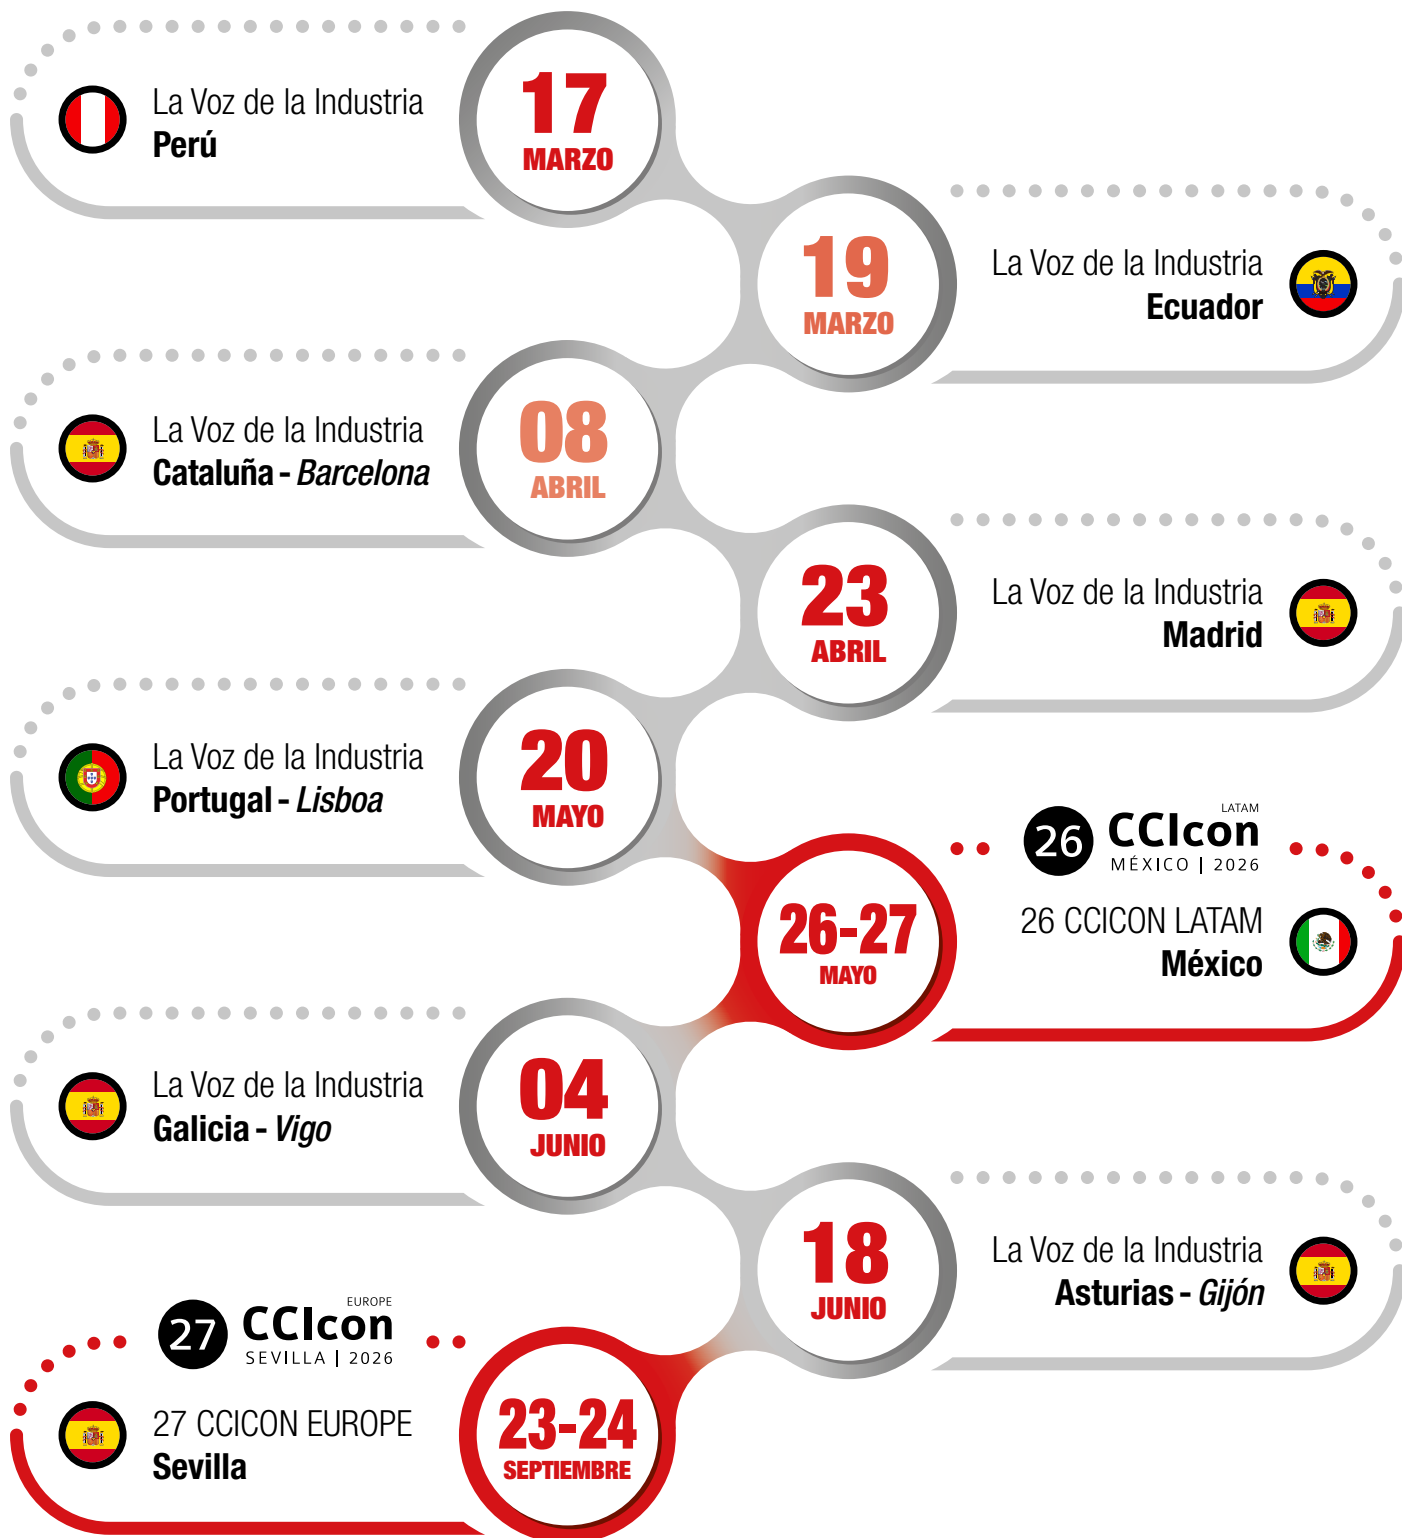 La Voz de la Industria
Perú
17
MARZO
19
MARZO
La Voz de la Industria
Ecuador
La Voz de la Industria
Cataluña - Barcelona
08
ABRIL
23
ABRIL
La Voz de la Industria
Madrid
La Voz de la Industria
Portugal - Lisboa
20
MAYO
26-27
MAYO
LATAM
26 CCIcon
MÉXICO | 2026
26 CCICON LATAM
México
La Voz de la Industria
Galicia - Vigo
04
JUNIO
18
JUNIO
La Voz de la Industria
Asturias - Gijón
EUROPE
27 CCIcon
SEVILLA | 2026
27 CCICON EUROPE
Sevilla
23-24
SEPTIEMBRE